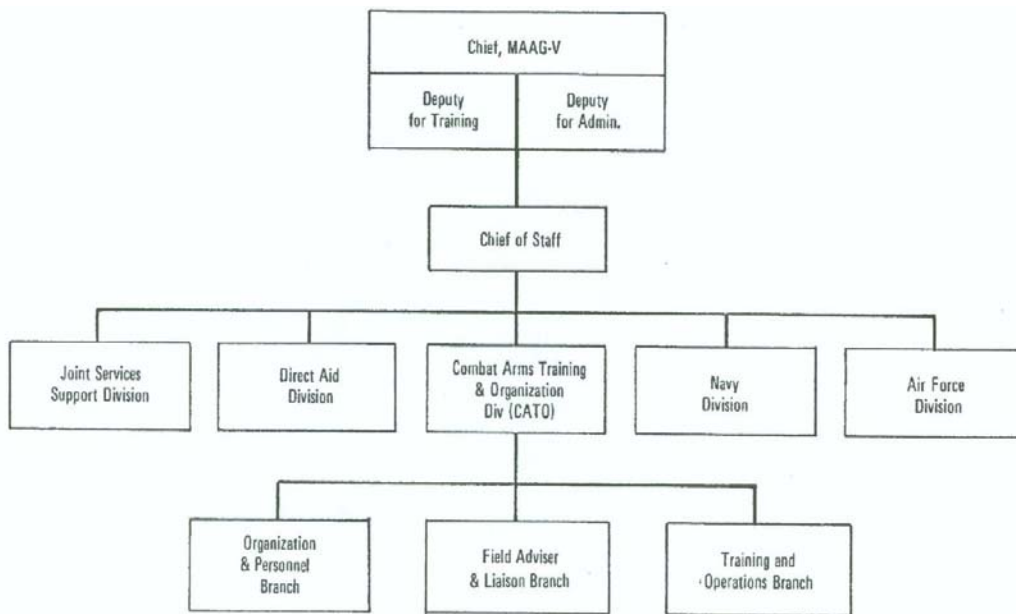 Chief, MAAG-V
Deputy
for Training
Deputy
for Admin.
Chief of Staff
Joint Services
Support Division
Direct Aid
Division
Combat Arms Training
& Organization
Div (CATO)
Navy
Division
Air Force
Division
Organization
& Personnel
Branch
Field Adviser
& Liaison Branch
Training and
Operations Branch